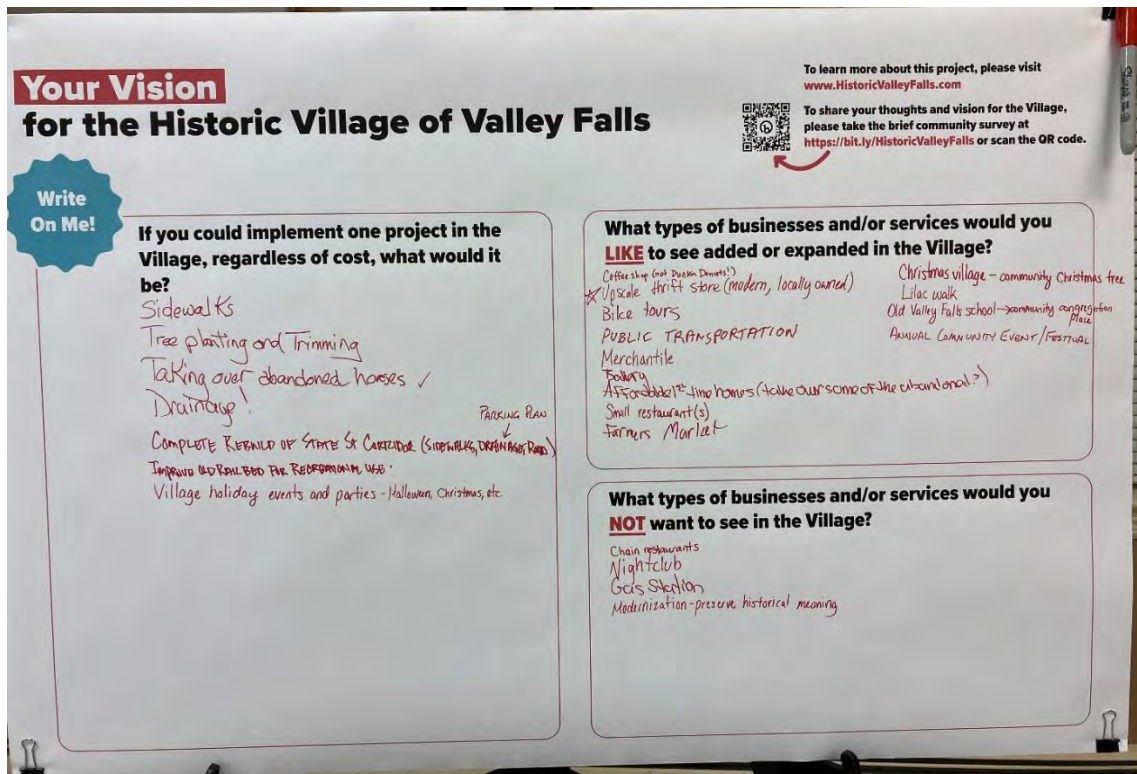 Your Vision
for the Historic Village of Valley Falls
To learn more about this project, please visit
www.HistoricValleyFalls.com
To share your thoughts and vision for the Village,
please take the brief community survey at
https://bit.ly/HistoricValleyFalls or scan the QR code.
Write
On Me!
If you could implement one project in the
Village, regardless of cost, what would it
be?
Sidewalks
Tree planting and Trimming
Taking over abandoned homes ✓
Drainage!
PARKING PLAN
COMPLETE REBUILD OF STATE ST CORRIDOR (SIDEWALKS, DRAINAGE, ROAD)
IMPROVE OLD RAIL BED FOR RECREATIONAL USE.
Village holiday events and parties - Halloween, Christmas, etc.
What types of businesses and/or services would you
LIKE to see added or expanded in the Village?
Coffee shop (not Dunkin Donuts!)
☆Upscale thrift store (modern, locally owned)
Bike tours
PUBLIC TRANSPORTATION
Merchantile
Bakery
Affordable 1st time homes (take over some of the abandoned?)
Small restaurant(s)
Farmers Market
Christmas village - community Christmas tree
Lilac walk
Old Valley Falls school → community congregation
place
ANNUAL COMMUNITY EVENT/FESTIVAL
What types of businesses and/or services would you
NOT want to see in the Village?
Chain restaurants
Nightclub
Gas Station
Modernization - preserve historical meaning
Sharpie